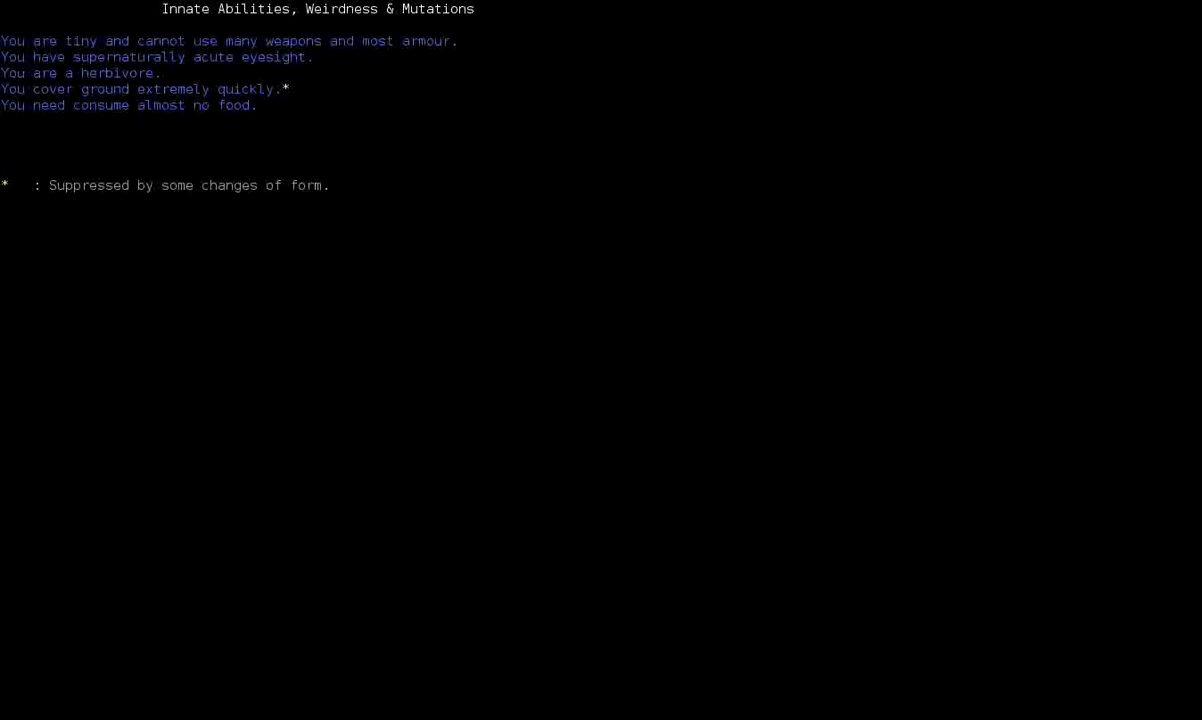 Innate Abilities, Weirdness & Mutations
You are tiny and cannot use many weapons and most armour.
You have supernaturally acute eyesight.
You are a herbivore.
You cover ground extremely quickly.*
You need consume almost no food.
* : Suppressed by some changes of form.